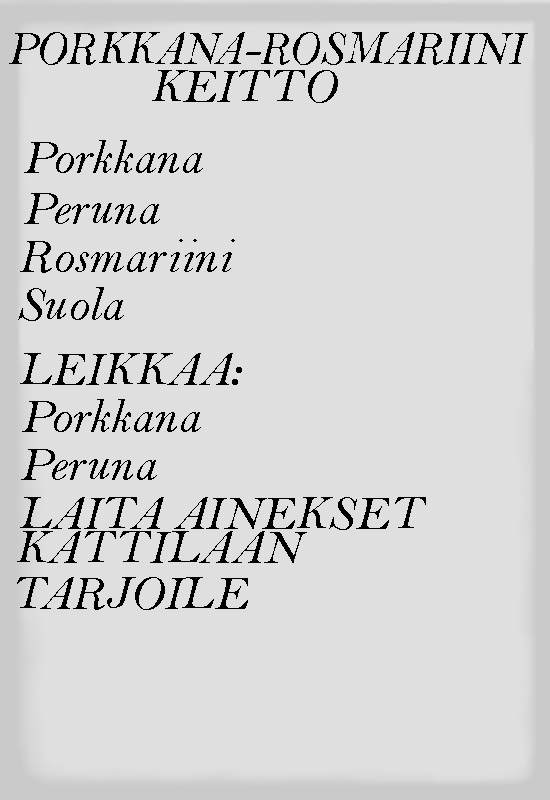 PORKKANA-ROSMARIINI
KEITTO
Porkkana
Peruna
Rosmariini
Suola
LEIKKAA:
Porkkana
Peruna
LAITA AINEKSET
KATTILAAN
TARJOILE